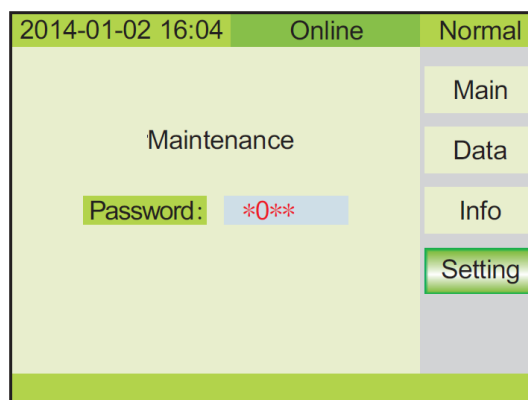 2014-01-02 16:04 Online Normal
Main
Maintenance
Data
Password: *0**
Info
Setting